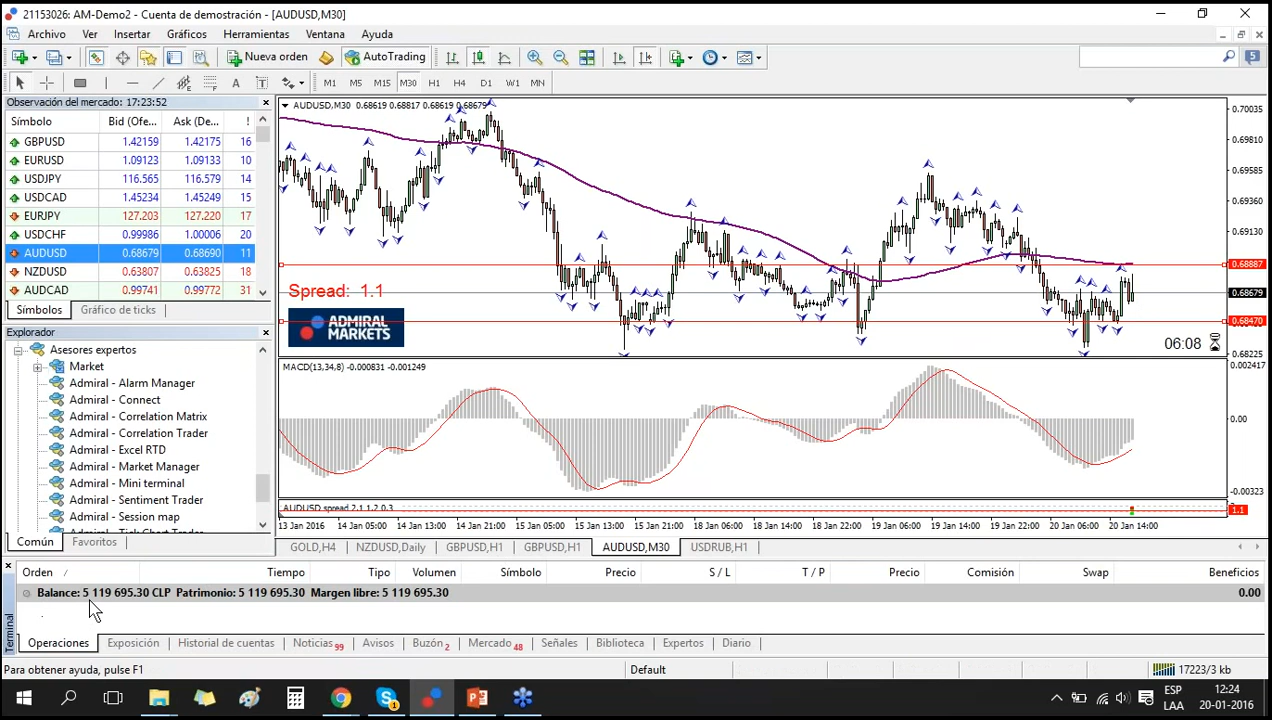 21153026: AM-Demo2 - Cuenta de demostración - [AUDUSD,M30]
Archivo Ver Insertar Gráficos Herramientas Ventana Ayuda
Nueva orden AutoTrading 5
A T M1 M5 M15 M30 H1 H4 D1 W1 MN
Observación del mercado: 17:23:52
Símbolo Bid (Ofe... Ask (De... !
GBPUSD 1.42159 1.42175 16
EURUSD 1.09123 1.09133 10
USDJPY 116.565 116.579 14
USDCAD 1.45234 1.45249 15
EURJPY 127.203 127.220 17
USDCHF 0.99986 1.00006 20
AUDUSD 0.68679 0.68690 11
NZDUSD 0.63807 0.63825 18
AUDCAD 0.99741 0.99772 31
Símbolos Gráfico de ticks
Explorador
Asesores expertos
Market
Admiral - Alarm Manager
Admiral - Connect
Admiral - Correlation Matrix
Admiral - Correlation Trader
Admiral - Excel RTD
Admiral - Market Manager
Admiral - Mini terminal
Admiral - Sentiment Trader
Admiral - Session map
Común Favoritos
AUDUSD,M30 0.68619 0.68817 0.68619 0.68679
0.70035
0.69810
0.69585
0.69360
0.69130
0.68887
0.68679
0.68470
0.68225
Spread: 1.1
ADMIRAL
MARKETS
06:08
MACD(13,34,8) -0.000831 -0.001249
0.002417
0.00
-0.00323
AUDUSD spread 2.1 1.2 0.3
1.1
13 Jan 2016 14 Jan 05:00 14 Jan 13:00 14 Jan 21:00 15 Jan 05:00 15 Jan 13:00 15 Jan 21:00 18 Jan 06:00 18 Jan 14:00 18 Jan 22:00 19 Jan 06:00 19 Jan 14:00 19 Jan 22:00 20 Jan 06:00 20 Jan 14:00
GOLD,H4 NZDUSD,Daily GBPUSD,H1 GBPUSD,H1 AUDUSD,M30 USDRUB,H1
Orden / Tiempo Tipo Volumen Símbolo Precio S / L T / P Precio Comisión Swap Beneficios
Balance: 5 119 695.30 CLP Patrimonio: 5 119 695.30 Margen libre: 5 119 695.30 0.00
Terminal
Operaciones Exposición Historial de cuentas Noticias 99 Avisos Buzón 2 Mercado 48 Señales Biblioteca Expertos Diario
Para obtener ayuda, pulse F1 Default 17223/3 kb
ESP 12:24
LAA 20-01-2016